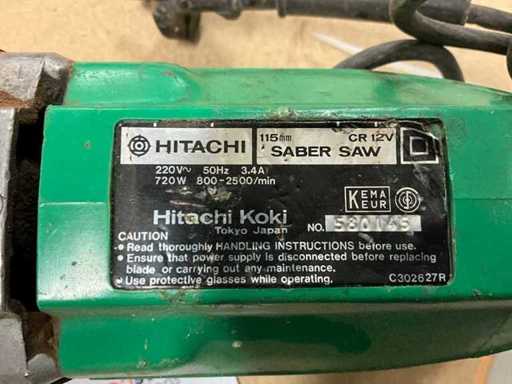 HITACHI
115mm CR 12V
SABER SAW
220V~ 50Hz 3.4A
720W 800-2500/min
KEMA
KEUR
Hitachi Koki
Tokyo Japan
NO.
CAUTION
• Read thoroughly HANDLING INSTRUCTIONS before use.
• Ensure that power supply is disconnected before replacing
blade or carrying out any maintenance.
• Use protective glasses while operating.
C302627R